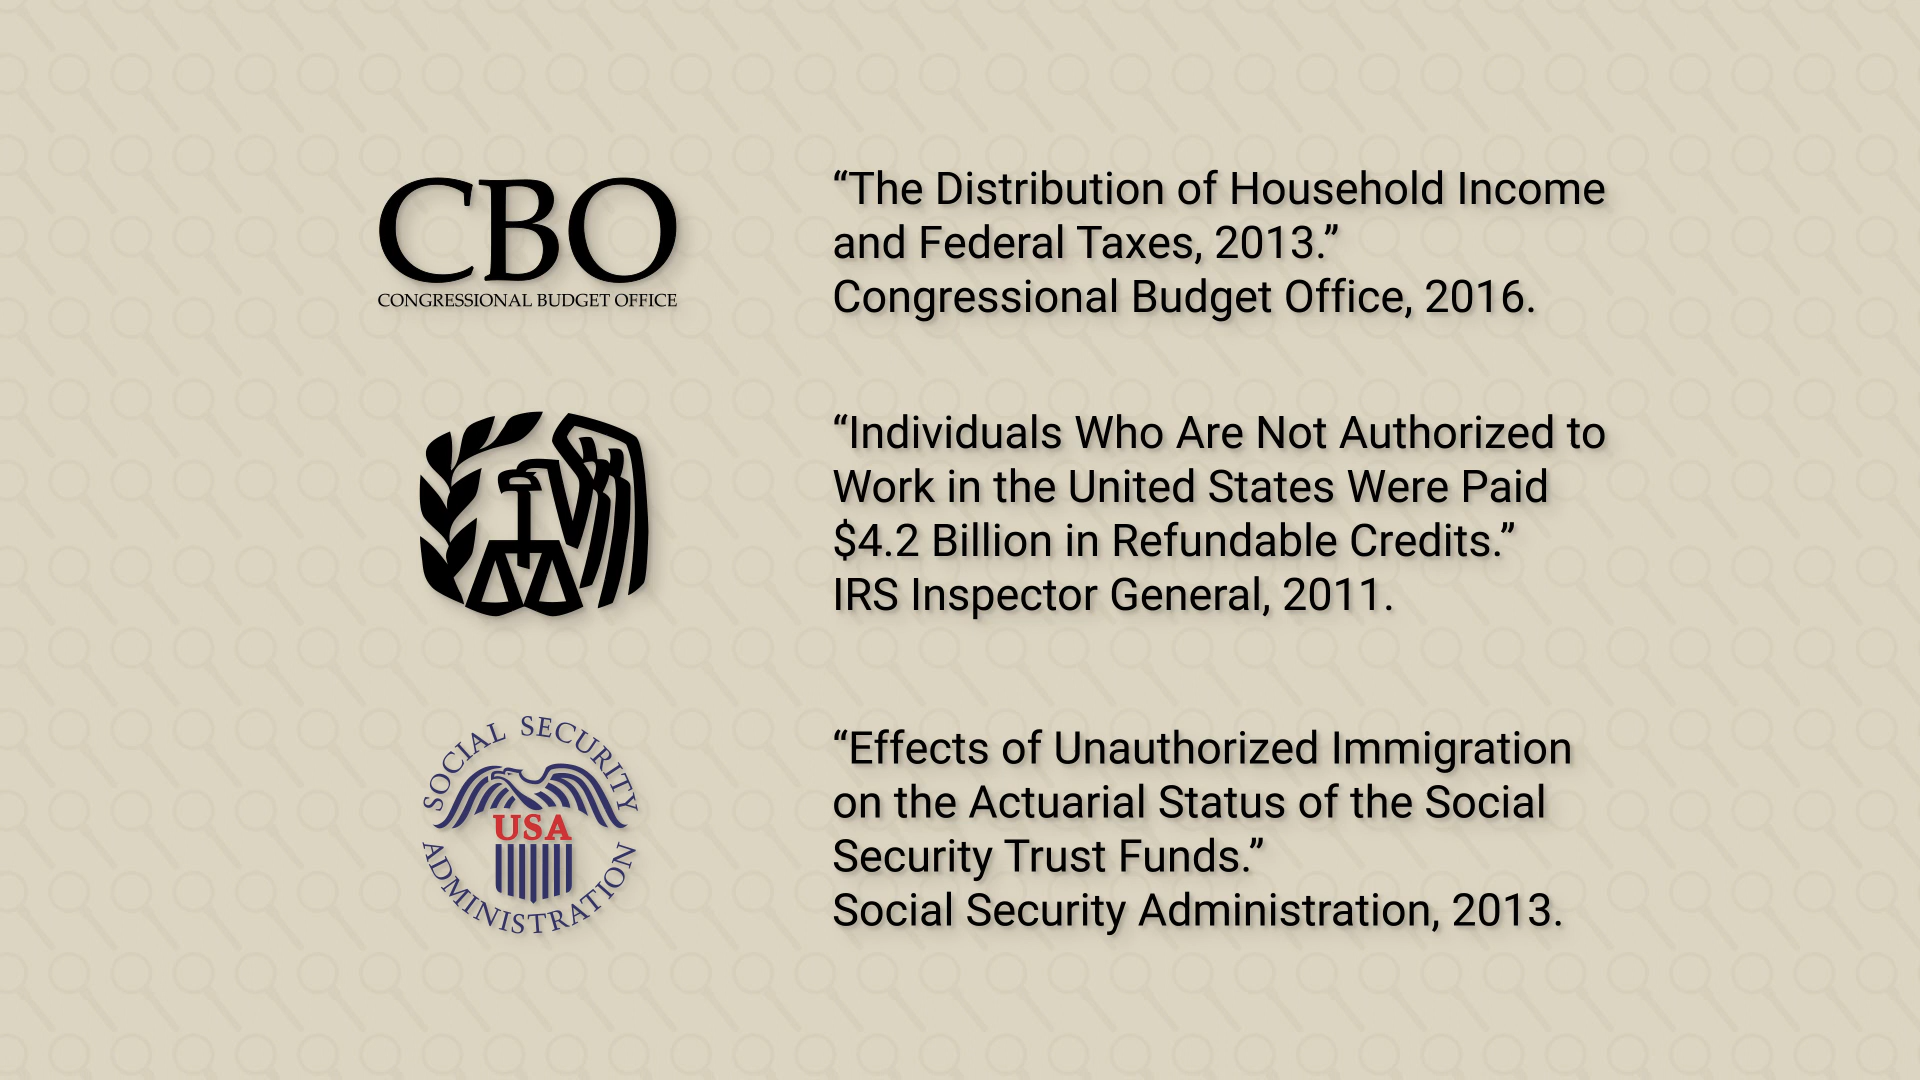 CBO
CONGRESSIONAL BUDGET OFFICE
“The Distribution of Household Income
and Federal Taxes, 2013.”
Congressional Budget Office, 2016.
“Individuals Who Are Not Authorized to
Work in the United States Were Paid
$4.2 Billion in Refundable Credits.”
IRS Inspector General, 2011.
SOCIAL SECURITY
USA
ADMINISTRATION
“Effects of Unauthorized Immigration
on the Actuarial Status of the Social
Security Trust Funds.”
Social Security Administration, 2013.